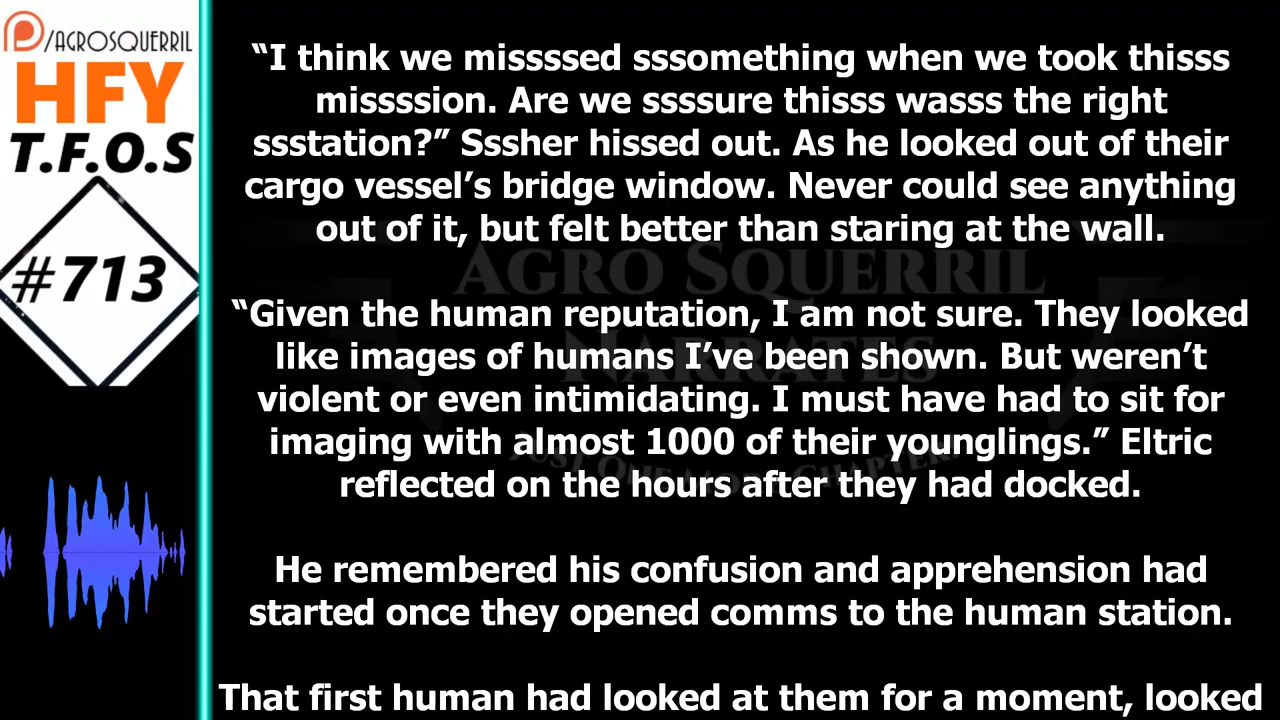 /AGROSQUERRIL
HFY
T.F.O.S
#713
“I think we missssed sssomething when we took thisss
misssssion. Are we ssssure thisss wasss the right
ssstation?” Sssher hissed out. As he looked out of their
cargo vessel’s bridge window. Never could see anything
out of it, but felt better than staring at the wall.
“Given the human reputation, I am not sure. They looked
like images of humans I’ve been shown. But weren’t
violent or even intimidating. I must have had to sit for
imaging with almost 1000 of their younglings.” Eltric
reflected on the hours after they had docked.
He remembered his confusion and apprehension had
started once they opened comms to the human station.
That first human had looked at them for a moment, looked
AGRO SQUERRIL
NARRATES
JUST ONE MORE CHAPTER